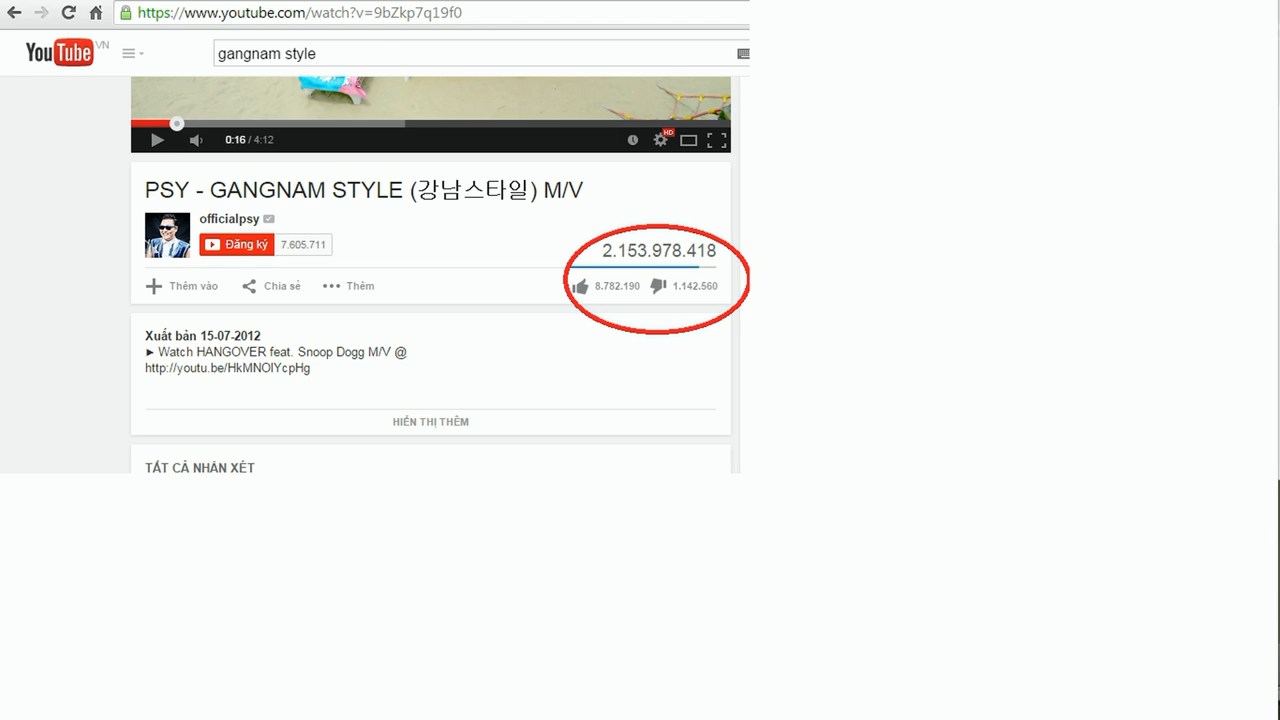 https://www.youtube.com/watch?v=9bZkp7q19f0
YouTube VN
gangnam style
0:16 / 4:12
HD
PSY - GANGNAM STYLE (강남스타일) M/V
officialpsy
Đăng ký 7.605.711
2.153.978.418
Thêm vào Chia sẻ Thêm 8.782.190 1.142.560
Xuất bản 15-07-2012
► Watch HANGOVER feat. Snoop Dogg M/V @
http://youtu.be/HkMNOlYcpHg
HIỂN THỊ THÊM
TẤT CẢ NHẬN XÉT